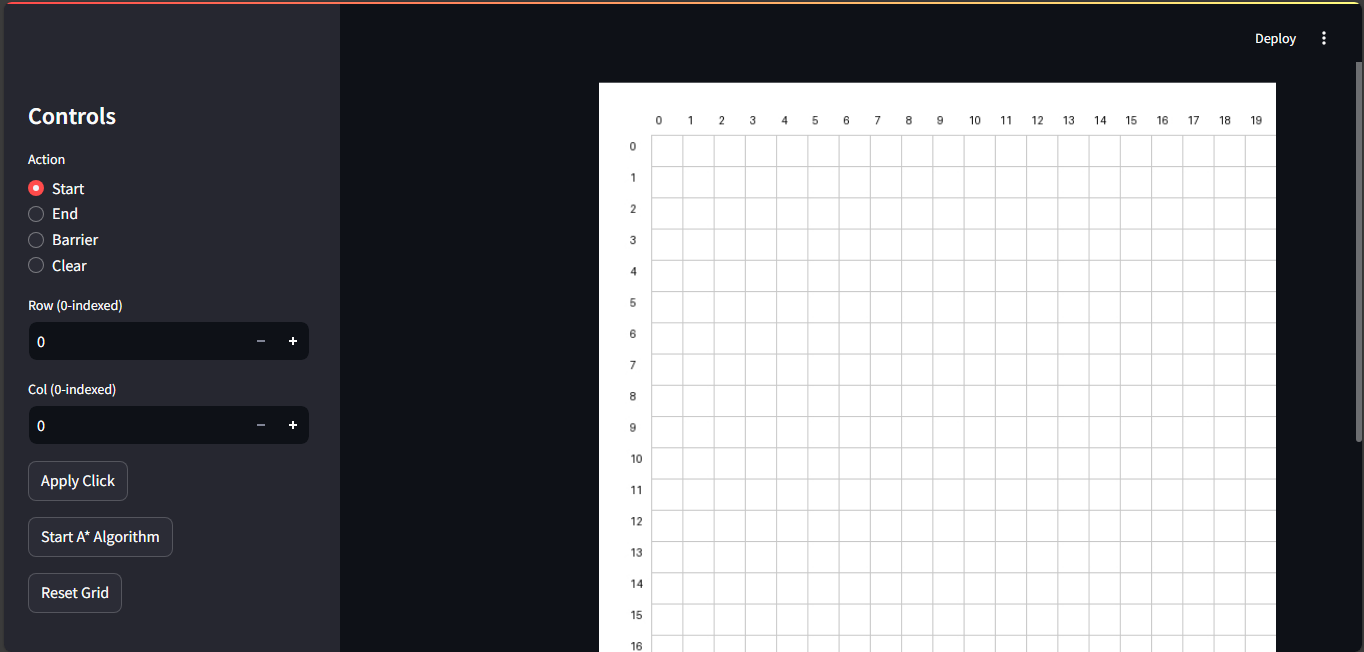 Deploy
Controls
Action
Start
End
Barrier
Clear
Row (0-indexed)
0
Col (0-indexed)
0
Apply Click
Start A* Algorithm
Reset Grid
0 1 2 3 4 5 6 7 8 9 10 11 12 13 14 15 16 17 18 19
0
1
2
3
4
5
6
7
8
9
10
11
12
13
14
15
16